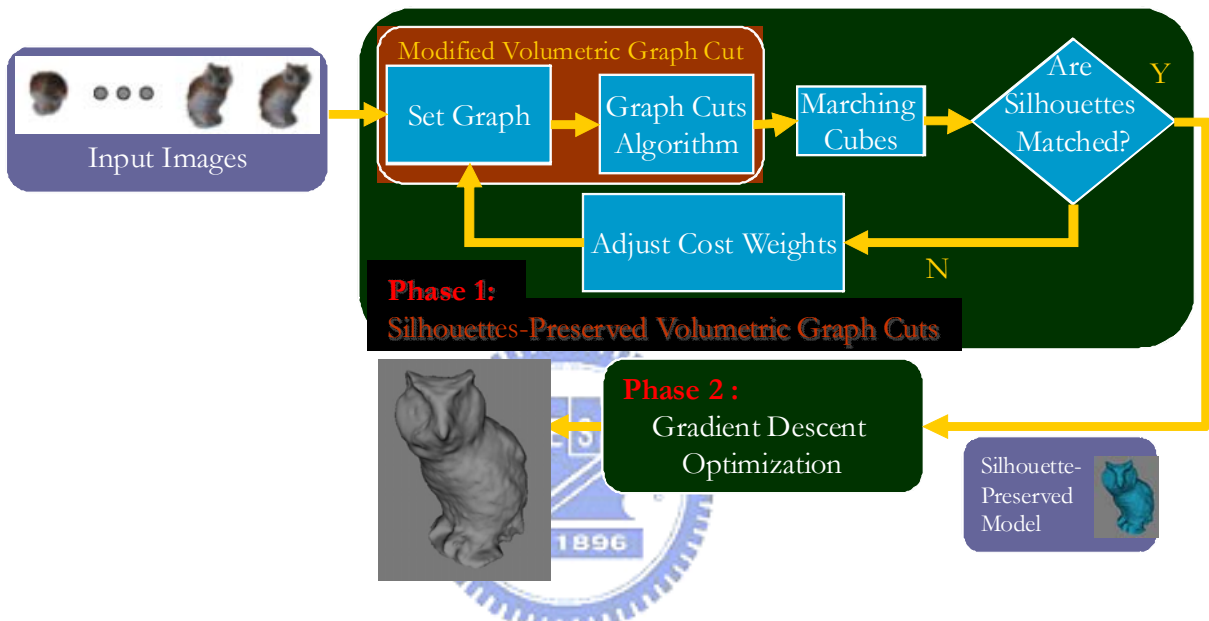 Modified Volumetric Graph Cut
Input Images
Set Graph
Graph Cuts
Algorithm
Marching
Cubes
Are
Silhouettes
Matched?
Y
N
Adjust Cost Weights
Phase 1:
Silhouettes-Preserved Volumetric Graph Cuts
Phase 2 :
Gradient Descent
Optimization
Silhouette-
Preserved
Model
1896